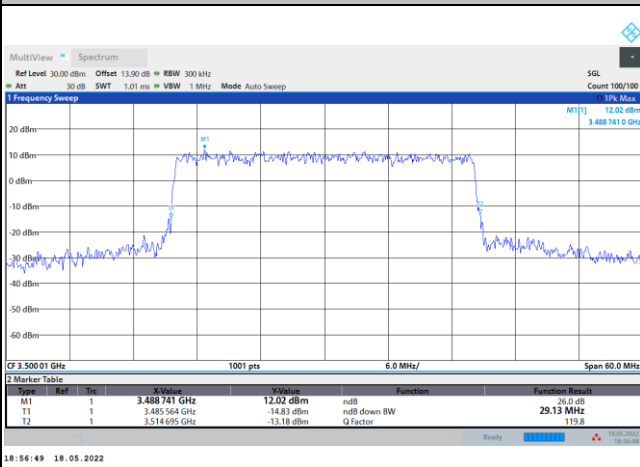 MultiView Spectrum
Ref Level 30.00 dBm Offset 13.90 dB RBW 300 kHz SGL
Att 30 dB SWT 1.01 ms VBW 1 MHz Mode Auto Sweep Count 100/100
1 Frequency Sweep 1Pk Max
M1[1] 12.02 dBm
3.488 741 0 GHz
20 dBm
M1
10 dBm
0 dBm
-10 dBm
-20 dBm
-30 dBm
-40 dBm
-50 dBm
-60 dBm
CF 3.500 01 GHz 1001 pts 6.0 MHz/ Span 60.0 MHz
2 Marker Table
Type Ref Trc X-Value Y-Value Function Function Result
M1 1 3.488 741 GHz 12.02 dBm ndB 26.0 dB
T1 1 3.485 564 GHz -14.83 dBm ndB down BW 29.13 MHz
T2 1 3.514 695 GHz -13.18 dBm Q Factor 119.8
Ready 18.05.2022
18:56:48
18:56:49 18.05.2022